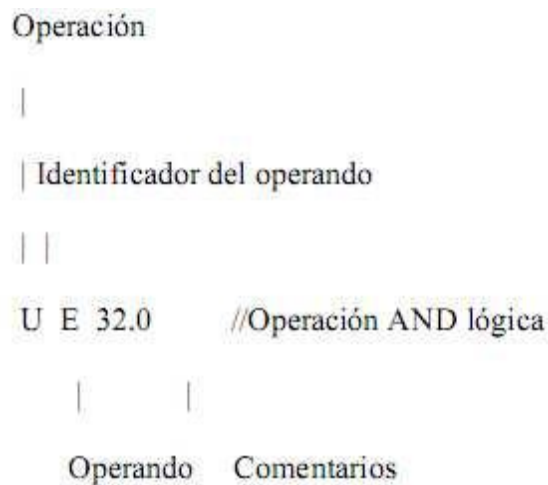 Operación
|
| Identificador del operando
| |
U E 32.0 //Operación AND lógica
| |
Operando Comentarios